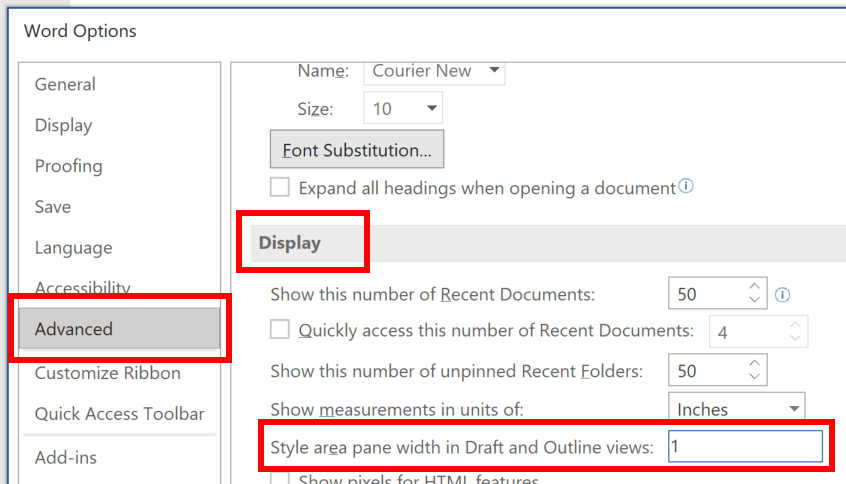 Word Options
General
Display
Proofing
Save
Language
Accessibility
Advanced
Customize Ribbon
Quick Access Toolbar
Add-ins
Name: Courier New
Size: 10
Font Substitution...
Expand all headings when opening a document
Display
Show this number of Recent Documents: 50
Quickly access this number of Recent Documents: 4
Show this number of unpinned Recent Folders: 50
Show measurements in units of: Inches
Style area pane width in Draft and Outline views: 1
Show pixels for HTML features